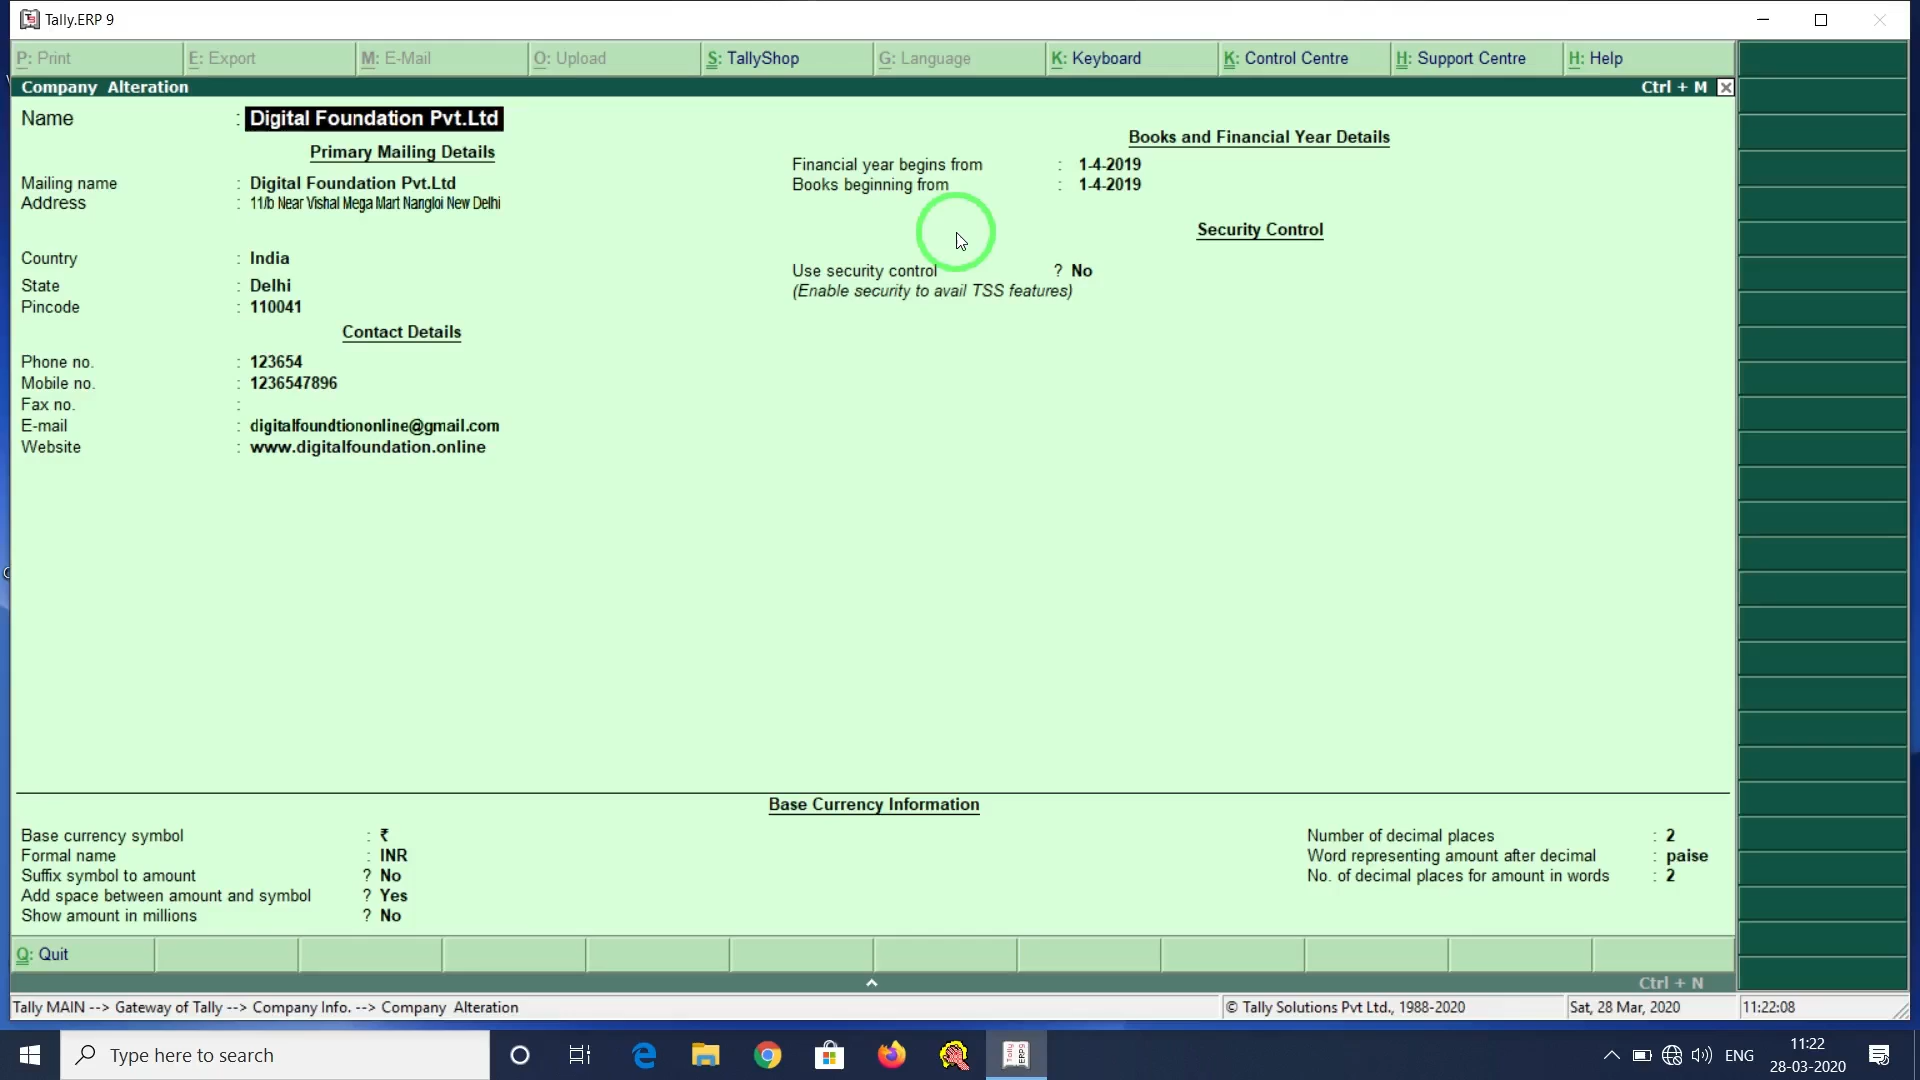 Tally.ERP 9
P: Print E: Export M: E-Mail O: Upload S: TallyShop G: Language K: Keyboard K: Control Centre H: Support Centre H: Help
Company Alteration Ctrl + M
Name : Digital Foundation Pvt.Ltd
Primary Mailing Details
Mailing name : Digital Foundation Pvt.Ltd
Address : 11/b Near Vishal Mega Mart Nangloi New Delhi
Country : India
State : Delhi
Pincode : 110041
Contact Details
Phone no. : 123654
Mobile no. : 1236547896
Fax no. :
E-mail : digitalfoundtiononline@gmail.com
Website : www.digitalfoundation.online
Books and Financial Year Details
Financial year begins from : 1-4-2019
Books beginning from : 1-4-2019
Security Control
Use security control ? No
(Enable security to avail TSS features)
Base Currency Information
Base currency symbol : ₹
Formal name : INR
Suffix symbol to amount ? No
Add space between amount and symbol ? Yes
Show amount in millions ? No
Number of decimal places : 2
Word representing amount after decimal : paise
No. of decimal places for amount in words : 2
Q: Quit
Ctrl + N
Tally MAIN --> Gateway of Tally --> Company Info. --> Company Alteration © Tally Solutions Pvt Ltd., 1988-2020 Sat, 28 Mar, 2020 11:22:08
Type here to search
ENG
11:22
28-03-2020